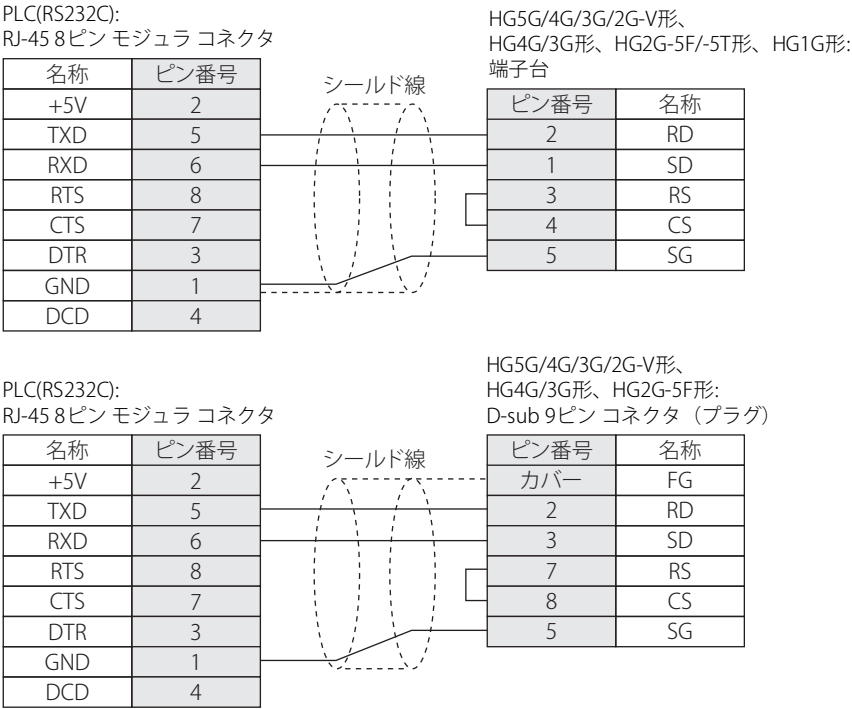 PLC(RS232C):
RJ-45 8ピン モジュラ コネクタ
HG5G/4G/3G/2G-V形、
HG4G/3G形、HG2G-5F/-5T形、HG1G形:
端子台
名称 ピン番号
+5V 2
TXD 5
RXD 6
RTS 8
CTS 7
DTR 3
GND 1
DCD 4
シールド線
ピン番号 名称
2 RD
1 SD
3 RS
4 CS
5 SG
PLC(RS232C):
RJ-45 8ピン モジュラ コネクタ
HG5G/4G/3G/2G-V形、
HG4G/3G形、HG2G-5F形:
D-sub 9ピン コネクタ（プラグ）
名称 ピン番号
+5V 2
TXD 5
RXD 6
RTS 8
CTS 7
DTR 3
GND 1
DCD 4
シールド線
ピン番号 名称
カバー FG
2 RD
3 SD
7 RS
8 CS
5 SG